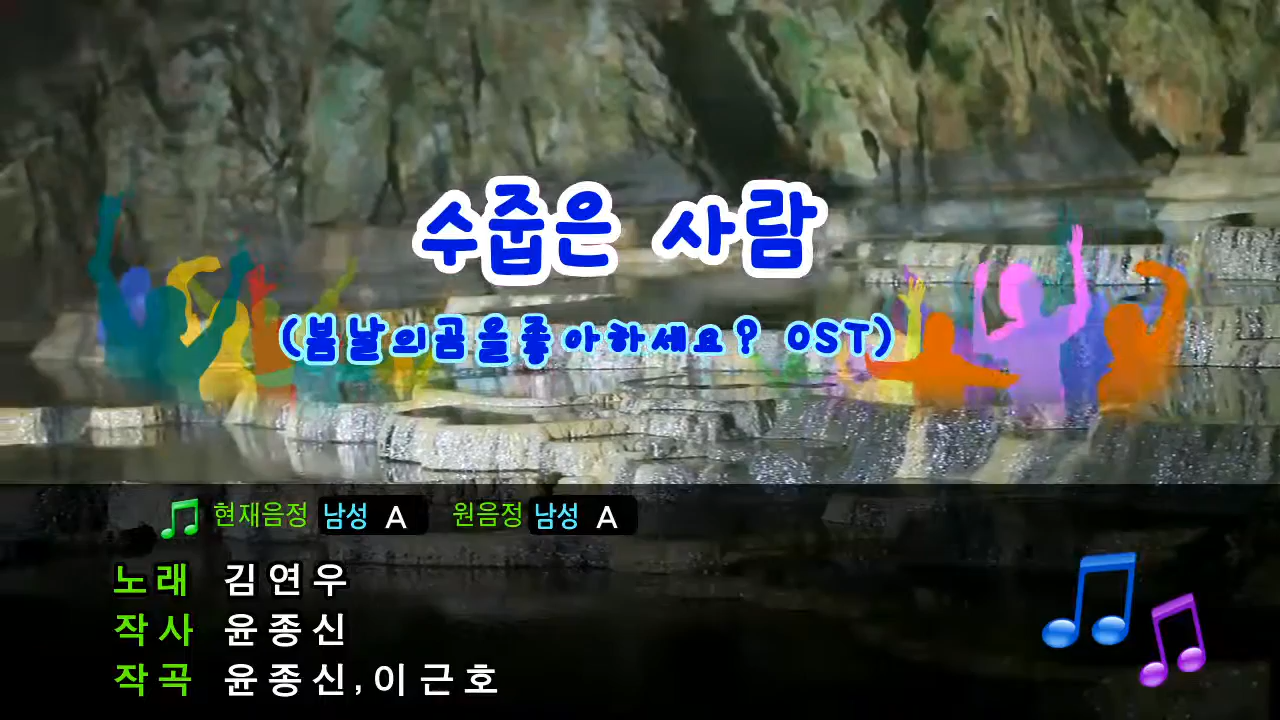 수줍은 사람
(봄날의곰을좋아하세요? OST)
현재음정 남성 A 원음정 남성 A
노래 김연우
작사 윤종신
작곡 윤종신,이근호